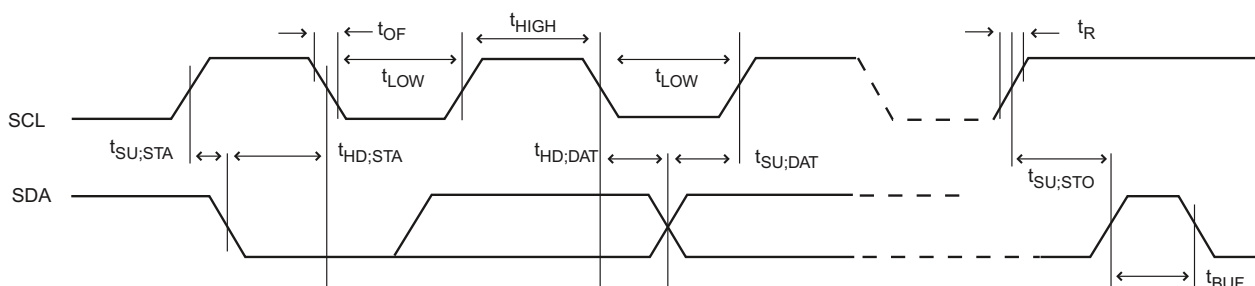 tOF
tHIGH
tR
tLOW
tLOW
SCL
tSU;STA
tHD;STA
tHD;DAT
tSU;DAT
tSU;STO
SDA
tBUF